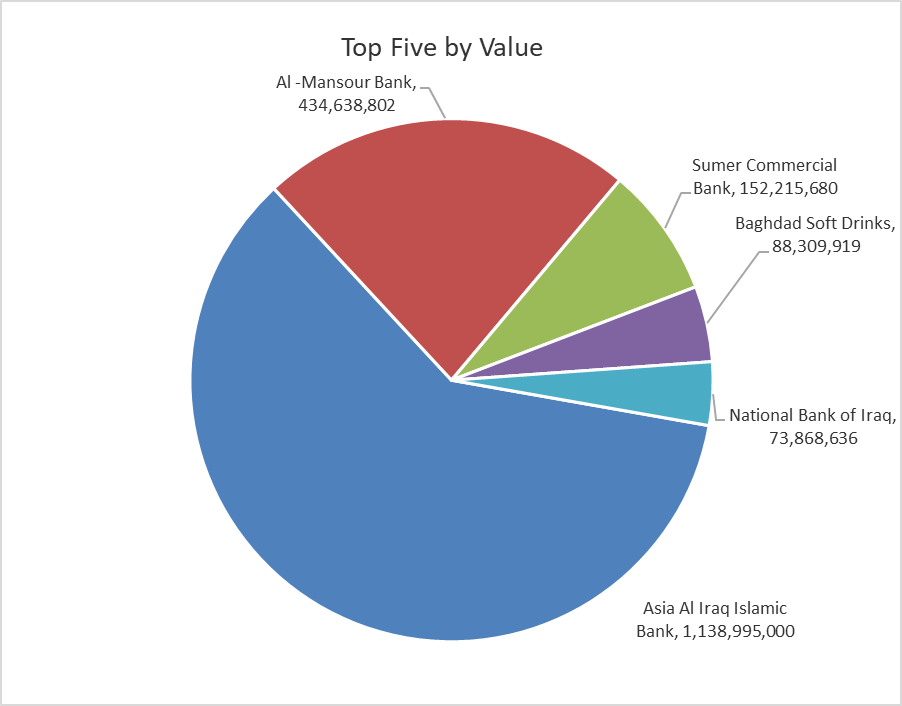 Top Five by Value
Al -Mansour Bank,
434,638,802
Sumer Commercial
Bank, 152,215,680
Baghdad Soft Drinks,
88,309,919
National Bank of Iraq,
73,868,636
Asia Al Iraq Islamic
Bank, 1,138,995,000